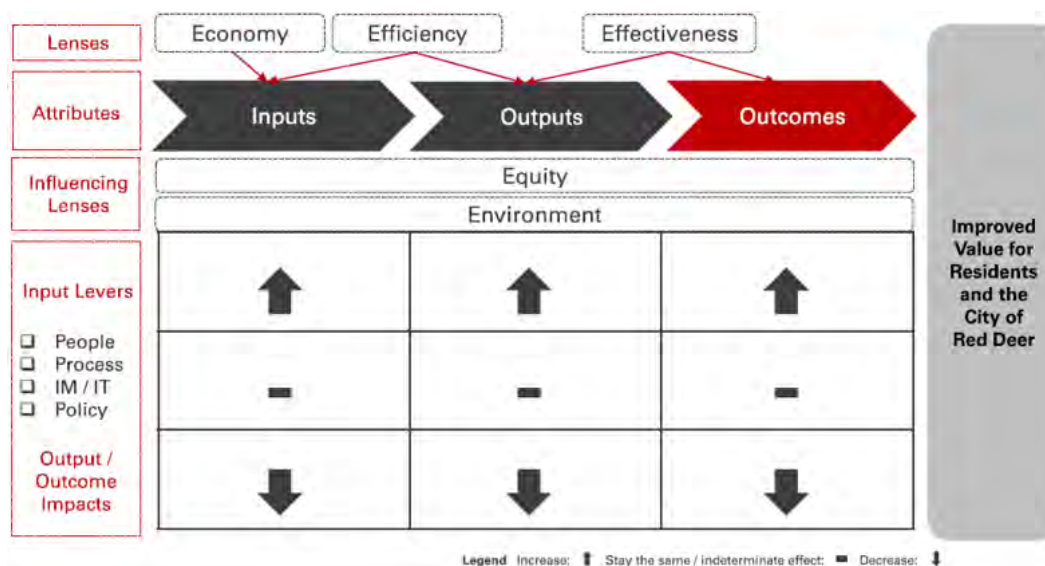 Lenses
Economy
Efficiency
Effectiveness
Attributes
Inputs
Outputs
Outcomes
Influencing
Lenses
Equity
Environment
Input Levers
❑ People
❑ Process
❑ IM / IT
❑ Policy
Output /
Outcome
Impacts
Improved
Value for
Residents
and the
City of
Red Deer
Legend Increase: ⬆ Stay the same / indeterminate effect: ▬ Decrease: ⬇